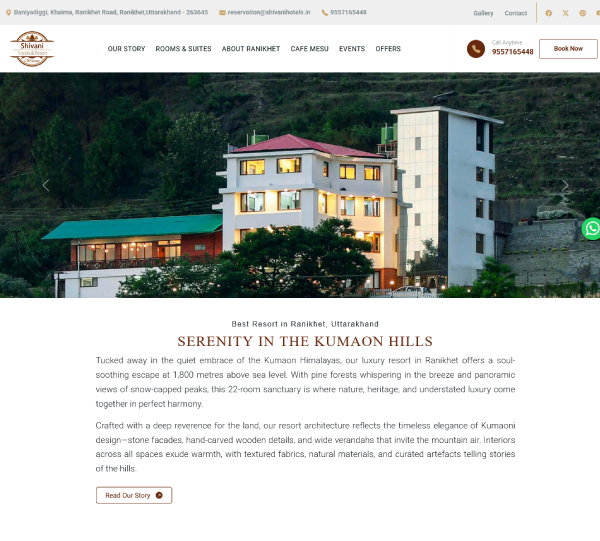 Baniyadiggi, Khaima, Ranikhet Road, Ranikhet,Uttarakhand - 263645 reservation@shivanihotels.in 9557165448 Gallery Contact
Shivani
OUR STORY ROOMS & SUITES ABOUT RANIKHET CAFE MESU EVENTS OFFERS
Call Anytime
9557165448
Book Now
Best Resort in Ranikhet, Uttarakhand
SERENITY IN THE KUMAON HILLS
Tucked away in the quiet embrace of the Kumaon Himalayas, our luxury resort in Ranikhet offers a soul-
soothing escape at 1,800 metres above sea level. With pine forests whispering in the breeze and panoramic
views of snow-capped peaks, this 22-room sanctuary is where nature, heritage, and understated luxury come
together in perfect harmony.
Crafted with a deep reverence for the land, our resort architecture reflects the timeless elegance of Kumaoni
design—stone facades, hand-carved wooden details, and wide verandahs that invite the mountain air. Interiors
across all spaces exude warmth, with textured fabrics, natural materials, and curated artefacts telling stories
of the hills.
Read Our Story